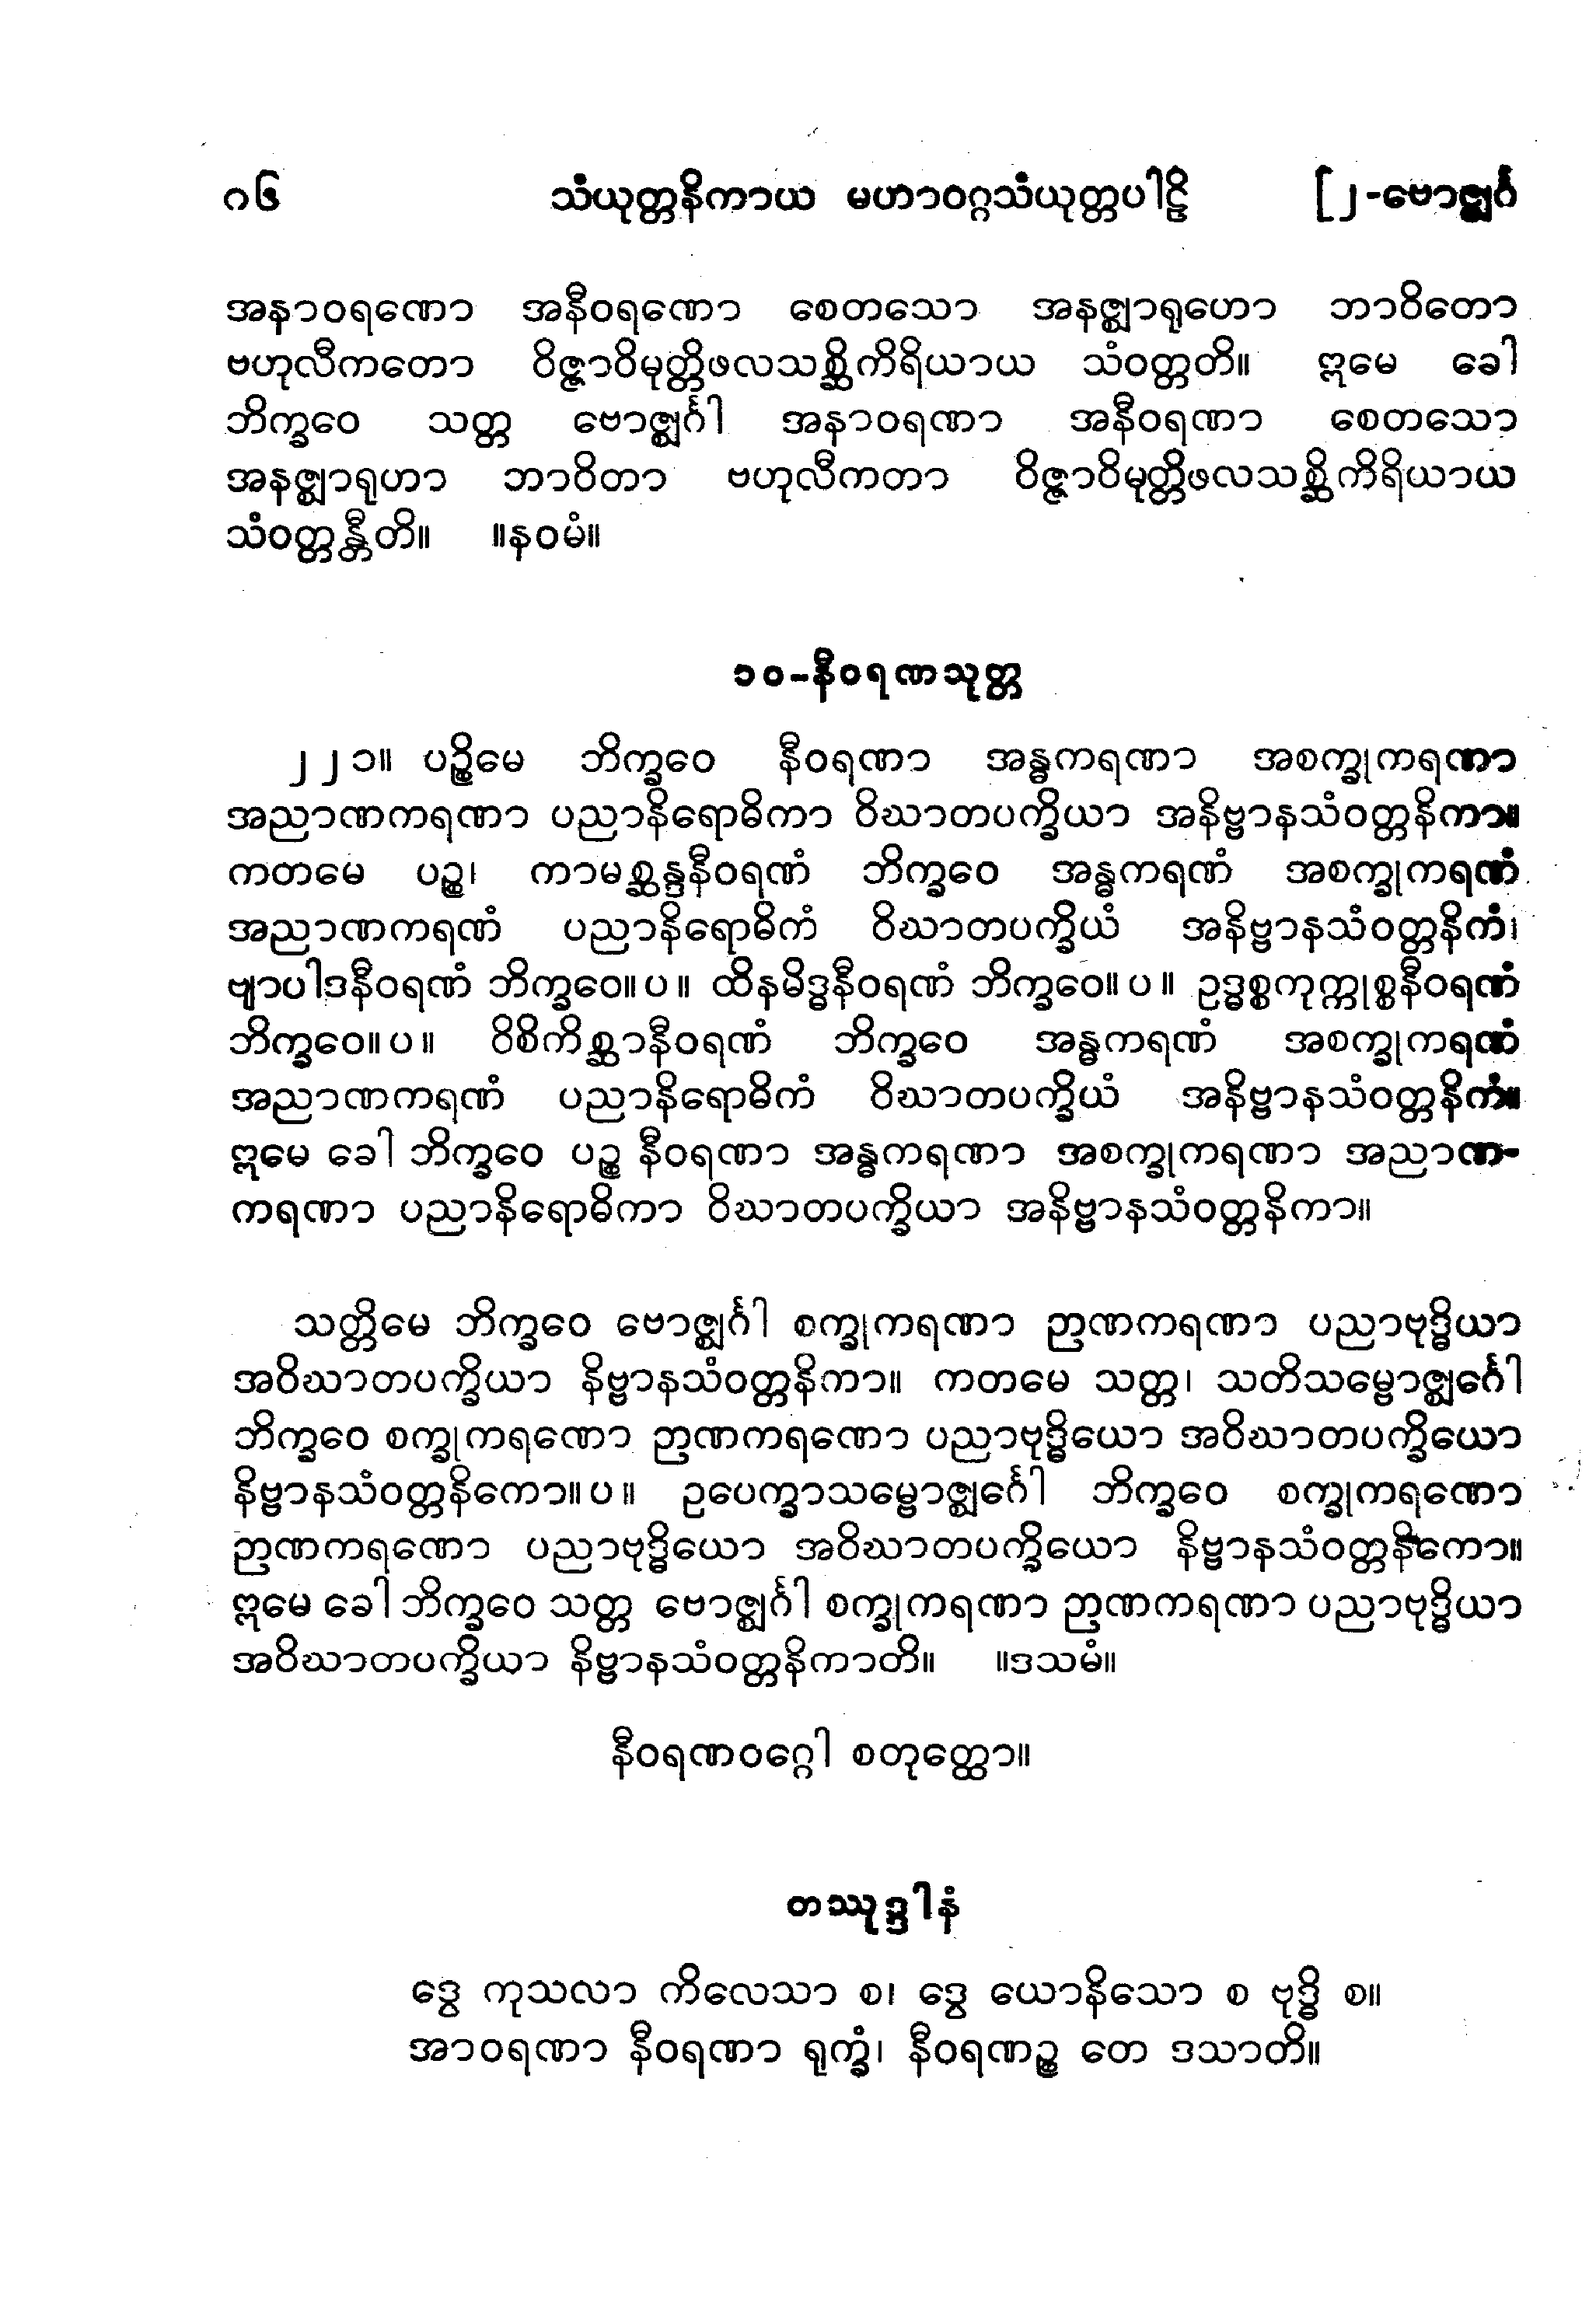 ၈၆ သံယုတ္တနိကာယ မဟာဝဂ္ဂသံယုတ္တပါဠိ [၂-ဗောဇ္ဈင်္ဂ
အနာဝရဏော အနီဝရဏော စေတသော အနဇ္ဈာရုဟော ဘာဝိတော
ဗဟုလီကတော ဝိဇ္ဇာဝိမုတ္တိဖလသစ္ဆိကိရိယာယ သံဝတ္တတိ။ ဣမေ ခေါ
ဘိက္ခဝေ သတ္တ ဗောဇ္ဈင်္ဂါ အနာဝရဏာ အနီဝရဏာ စေတသော
အနဇ္ဈာရုဟာ ဘာဝိတာ ဗဟုလီကတာ ဝိဇ္ဇာဝိမုတ္တိဖလသစ္ဆိကိရိယာယ
သံဝတ္တန္တီတိ။ ။နဝမံ။
၁၀-နီဝရဏသုတ္တ
၂၂၁။ ပဉ္စိမေ ဘိက္ခဝေ နီဝရဏာ အန္ဓကရဏာ အစက္ခုကရဏာ
အညာဏကရဏာ ပညာနိရောဓိကာ ဝိဃာတပက္ခိယာ အနိဗ္ဗာနသံဝတ္တနိကာ။
ကတမေ ပဉ္စ၊ ကာမစ္ဆန္ဒနီဝရဏံ ဘိက္ခဝေ အန္ဓကရဏံ အစက္ခုကရဏံ
အညာဏကရဏံ ပညာနိရောဓိကံ ဝိဃာတပက္ခိယံ အနိဗ္ဗာနသံဝတ္တနိကံ၊
ဗျာပါဒနီဝရဏံ ဘိက္ခဝေ။ပ။ ထိနမိဒ္ဓနီဝရဏံ ဘိက္ခဝေ။ပ။ ဥဒ္ဓစ္စကုက္ကုစ္စနီဝရဏံ
ဘိက္ခဝေ။ပ။ ဝိစိကိစ္ဆာနီဝရဏံ ဘိက္ခဝေ အန္ဓကရဏံ အစက္ခုကရဏံ
အညာဏကရဏံ ပညာနိရောဓိကံ ဝိဃာတပက္ခိယံ အနိဗ္ဗာနသံဝတ္တနိကံ။
ဣမေ ခေါ ဘိက္ခဝေ ပဉ္စ နီဝရဏာ အန္ဓကရဏာ အစက္ခုကရဏာ အညာဏ-
ကရဏာ ပညာနိရောဓိကာ ဝိဃာတပက္ခိယာ အနိဗ္ဗာနသံဝတ္တနိကာ။
သတ္တိမေ ဘိက္ခဝေ ဗောဇ္ဈင်္ဂါ စက္ခုကရဏာ ဉာဏကရဏာ ပညာဗုဒ္ဓိယာ
အဝိဃာတပက္ခိယာ နိဗ္ဗာနသံဝတ္တနိကာ။ ကတမေ သတ္တ၊ သတိသမ္ဗောဇ္ဈင်္ဂေါ
ဘိက္ခဝေ စက္ခုကရဏော ဉာဏကရဏော ပညာဗုဒ္ဓိယော အဝိဃာတပက္ခိယော
နိဗ္ဗာနသံဝတ္တနိကော။ပ။ ဥပေက္ခာသမ္ဗောဇ္ဈင်္ဂေါ ဘိက္ခဝေ စက္ခုကရဏော
ဉာဏကရဏော ပညာဗုဒ္ဓိယော အဝိဃာတပက္ခိယော နိဗ္ဗာနသံဝတ္တနိကော။
ဣမေ ခေါ ဘိက္ခဝေ သတ္တ ဗောဇ္ဈင်္ဂါ စက္ခုကရဏာ ဉာဏကရဏာ ပညာဗုဒ္ဓိယာ
အဝိဃာတပက္ခိယာ နိဗ္ဗာနသံဝတ္တနိကာတိ။ ။ဒသမံ။
နီဝရဏဝဂ္ဂေါ စတုတ္ထော။
တဿုဒ္ဒါနံ
ဒွေ ကုသလာ ကိလေသာ စ၊ ဒွေ ယောနိသော စ ဗုဒ္ဓိ စ။
အာဝရဏာ နီဝရဏာ ရုက္ခံ၊ နီဝရဏဉ္စ တေ ဒသာတိ။